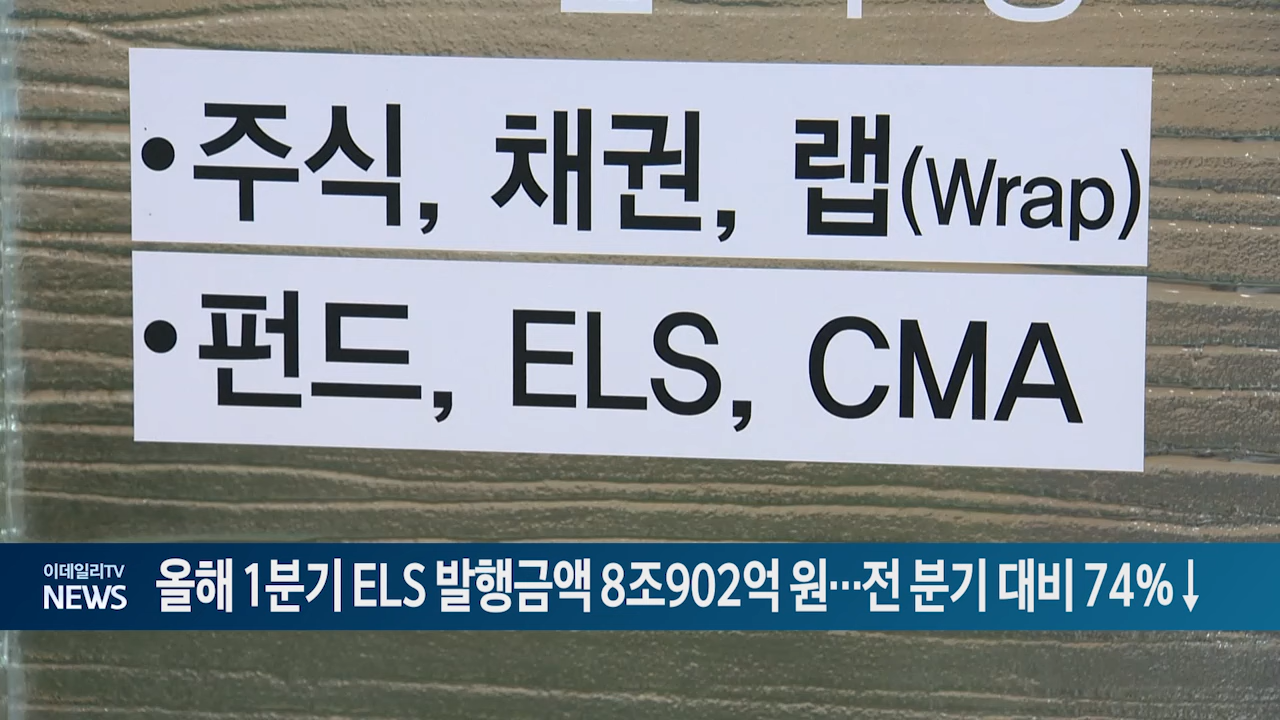 •주식, 채권, 랩(Wrap)
•펀드, ELS, CMA
이데일리TV
NEWS
올해 1분기 ELS 발행금액 8조902억 원…전 분기 대비 74%↓